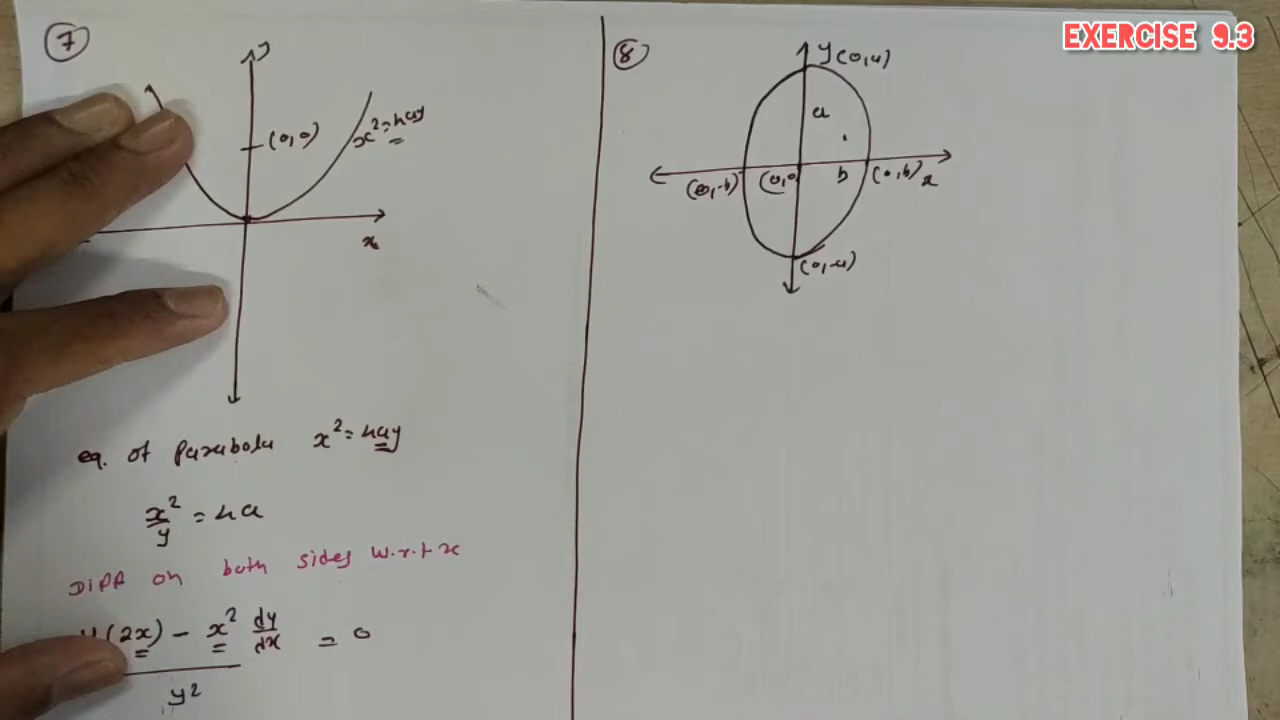 EXERCISE 9.3
7
y
(0,0)
x²=4ay
x
eq. of parabola x²=4ay
x²/y = 4a
Diff on both sides w.r.t x
y(2x) - x² dy/dx = 0
y²
8
y (0,a)
a
(0,-b) (0,0) b (0,b) x
(0,-a)